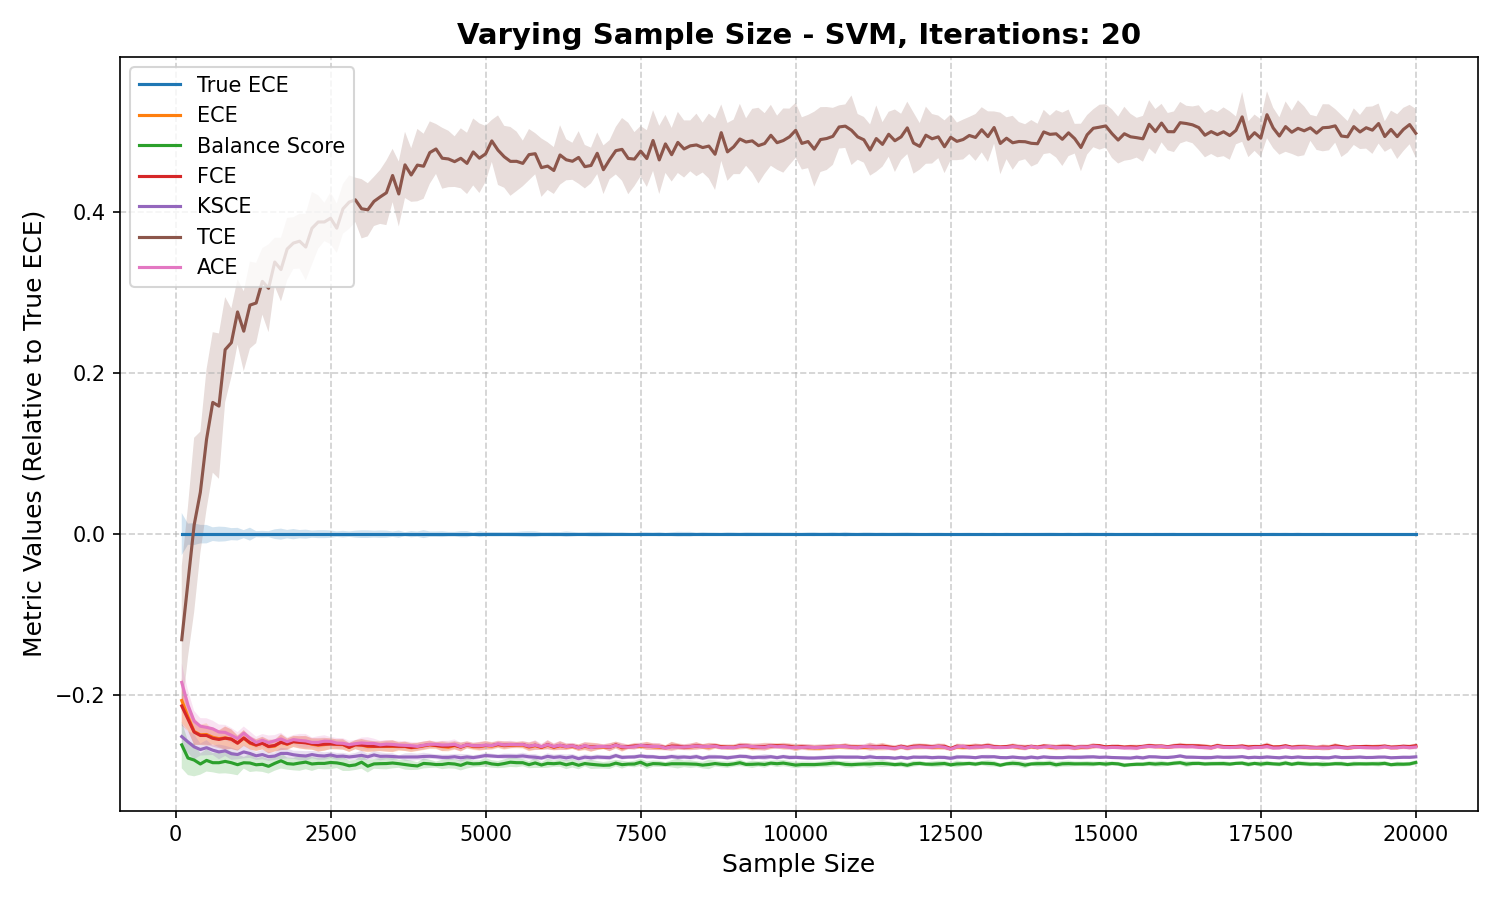 Varying Sample Size - SVM, Iterations: 20
True ECE
ECE
Balance Score
FCE
KSCE
TCE
ACE
Metric Values (Relative to True ECE)
0.4
0.2
0.0
−0.2
0
2500
5000
7500
10000
12500
15000
17500
20000
Sample Size